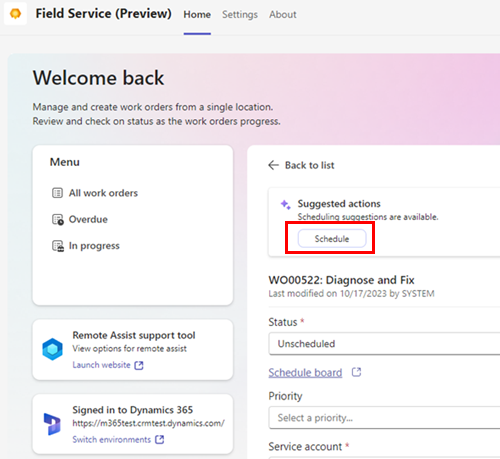 Field Service (Preview)
Home
Settings
About
Welcome back
Manage and create work orders from a single location.
Review and check on status as the work orders progress.
Menu
All work orders
Overdue
In progress
Remote Assist support tool
View options for remote assist
Launch website
Signed in to Dynamics 365
https://m365test.crmtest.dynamics.com/
Switch environments
Back to list
Suggested actions
Scheduling suggestions are available.
Schedule
WO00522: Diagnose and Fix
Last modified on 10/17/2023 by SYSTEM
Status *
Unscheduled
Schedule board
Priority
Select a priority...
Service account *